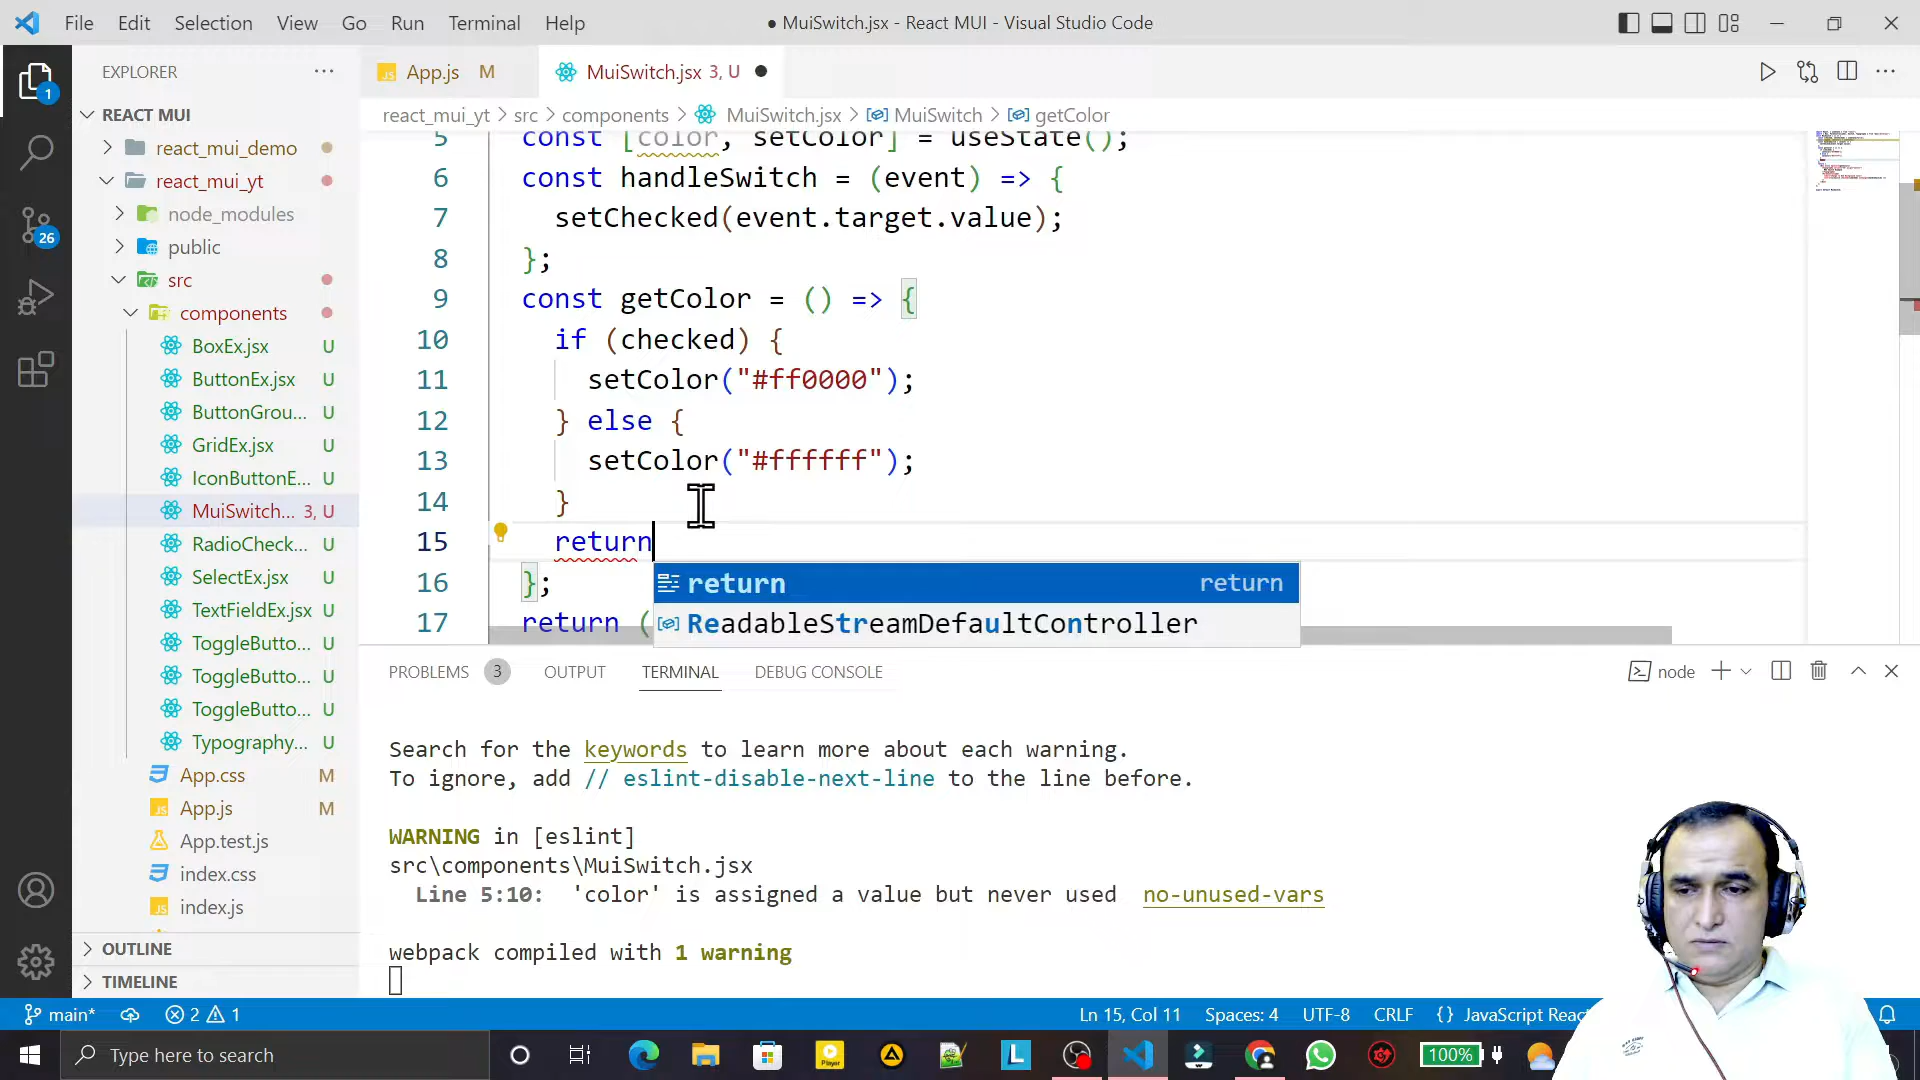 File Edit Selection View Go Run Terminal Help
● MuiSwitch.jsx - React MUI - Visual Studio Code
EXPLORER
App.js M
MuiSwitch.jsx 3, U
react_mui_yt > src > components > MuiSwitch.jsx > MuiSwitch > getColor
REACT MUI
react_mui_demo
react_mui_yt
node_modules
public
src
components
BoxEx.jsx U
ButtonEx.jsx U
ButtonGrou... U
GridEx.jsx U
IconButtonE... U
MuiSwitch... 3, U
RadioCheck... U
SelectEx.jsx U
TextFieldEx.jsx U
ToggleButto... U
ToggleButto... U
ToggleButto... U
Typography... U
App.css M
App.js M
App.test.js
index.css
index.js
OUTLINE
TIMELINE
1
26
5 const [color, setColor] = useState();
6 const handleSwitch = (event) => {
7 setChecked(event.target.value);
8 };
9 const getColor = () => {
10 if (checked) {
11 setColor("#ff0000");
12 } else {
13 setColor("#ffffff");
14 }
15 return
16 };
17 return (
return return
ReadableStreamDefaultController
PROBLEMS 3 OUTPUT TERMINAL DEBUG CONSOLE
node
Search for the keywords to learn more about each warning.
To ignore, add // eslint-disable-next-line to the line before.
WARNING in [eslint]
src\components\MuiSwitch.jsx
Line 5:10: 'color' is assigned a value but never used no-unused-vars
webpack compiled with 1 warning
main* 2 1
Ln 15, Col 11 Spaces: 4 UTF-8 CRLF {} JavaScript Reac
Type here to search
Player
L
100%